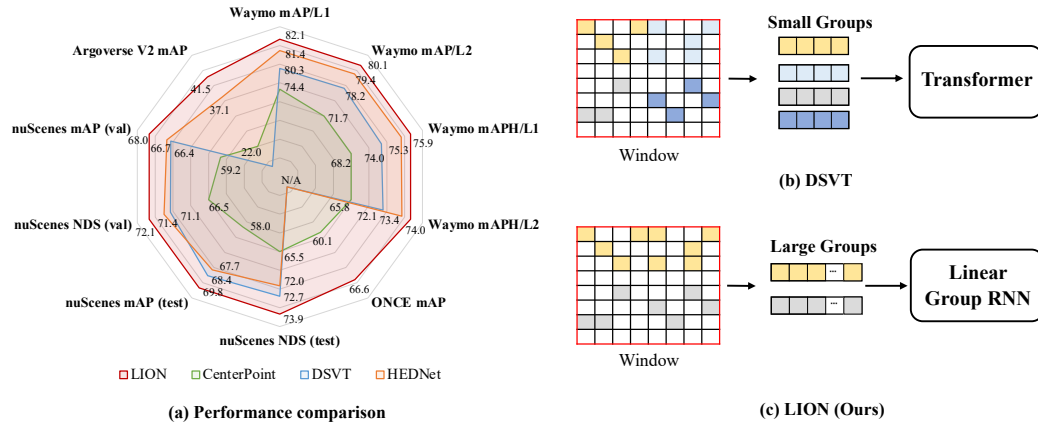 (a)
Waymo mAP/L1
82.1
81.4
80.3
74.4
Waymo mAP/L2
80.1
79.4
78.2
71.7
Waymo mAPH/L1
75.9
75.3
74.0
68.2
Waymo mAPH/L2
74.0
73.4
72.1
65.8
ONCE mAP
66.6
60.1
N/A
nuScenes NDS (test)
73.9
72.7
72.0
65.5
nuScenes mAP (test)
69.8
68.4
67.7
58.0
nuScenes NDS (val)
72.1
71.4
71.1
66.5
nuScenes mAP (val)
68.0
66.7
66.4
59.2
Argoverse V2 mAP
41.5
37.1
22.0
LION
CenterPoint
DSVT
HEDNet
(a) Performance comparison
(b)
Small Groups
Transformer
Window
(b) DSVT
Large Groups
...
...
Linear
Group RNN
Window
(c) LION (Ours)